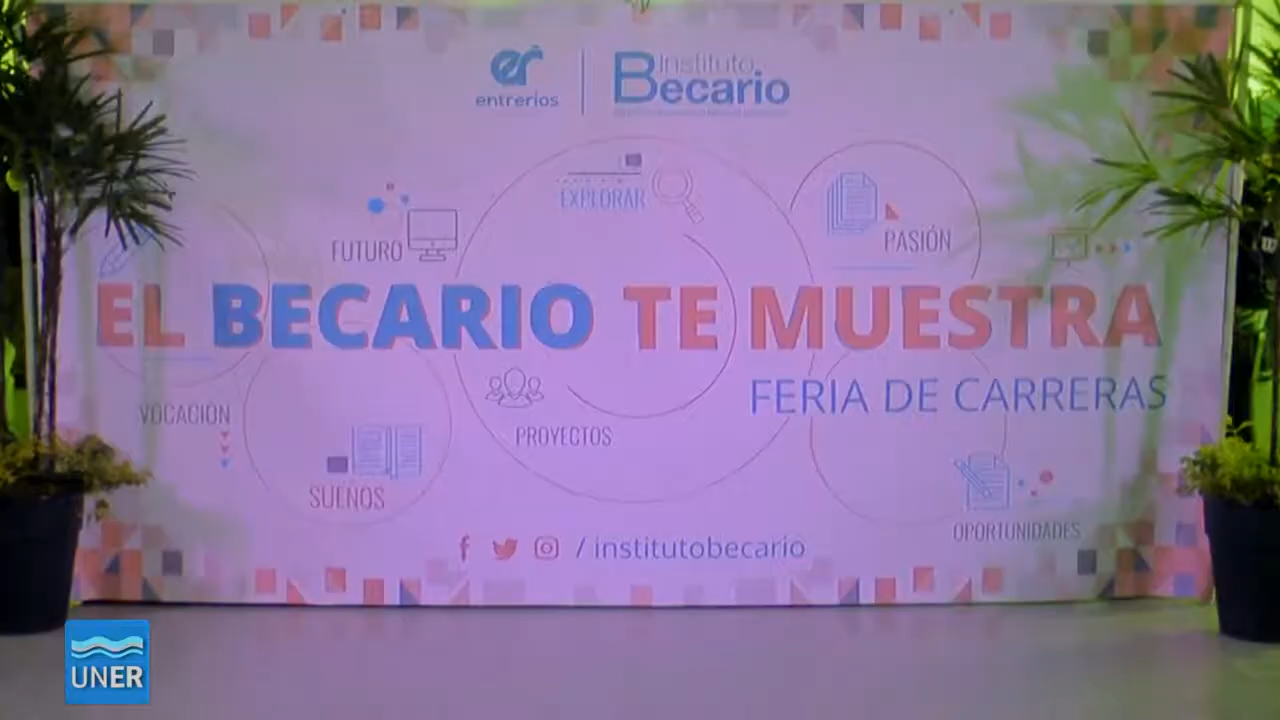 er
entrerios
Instituto
Becario
EXPLORAR
FUTURO
PASIÓN
EL BECARIO TE MUESTRA
FERIA DE CARRERAS
VOCACIÓN
PROYECTOS
SUEÑOS
OPORTUNIDADES
/institutobecario
UNER